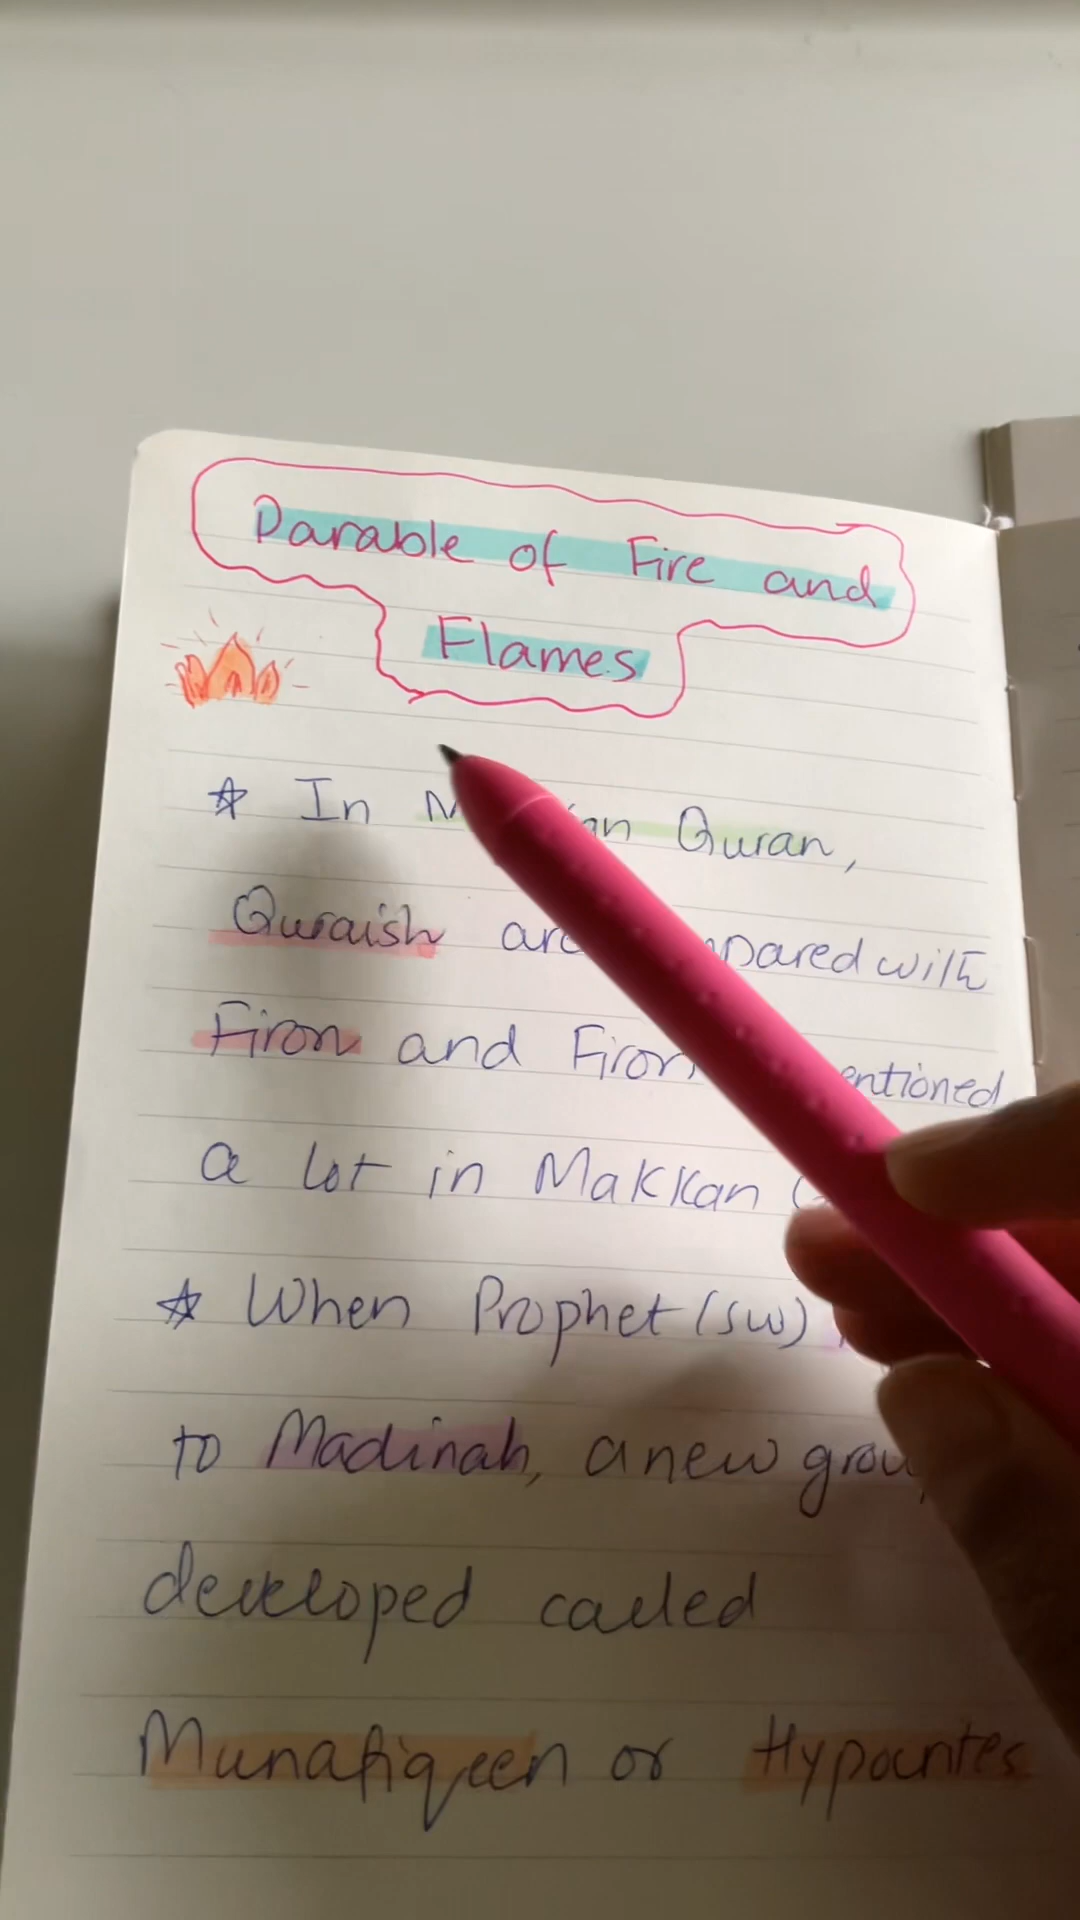 Parable of Fire and
Flames
In Quran,
Quraish are with
Firon and Firon
a lot in Makkan
When Prophet (sw)
to Madinah, a new
developed called
Munafiqeen or Hypocrites